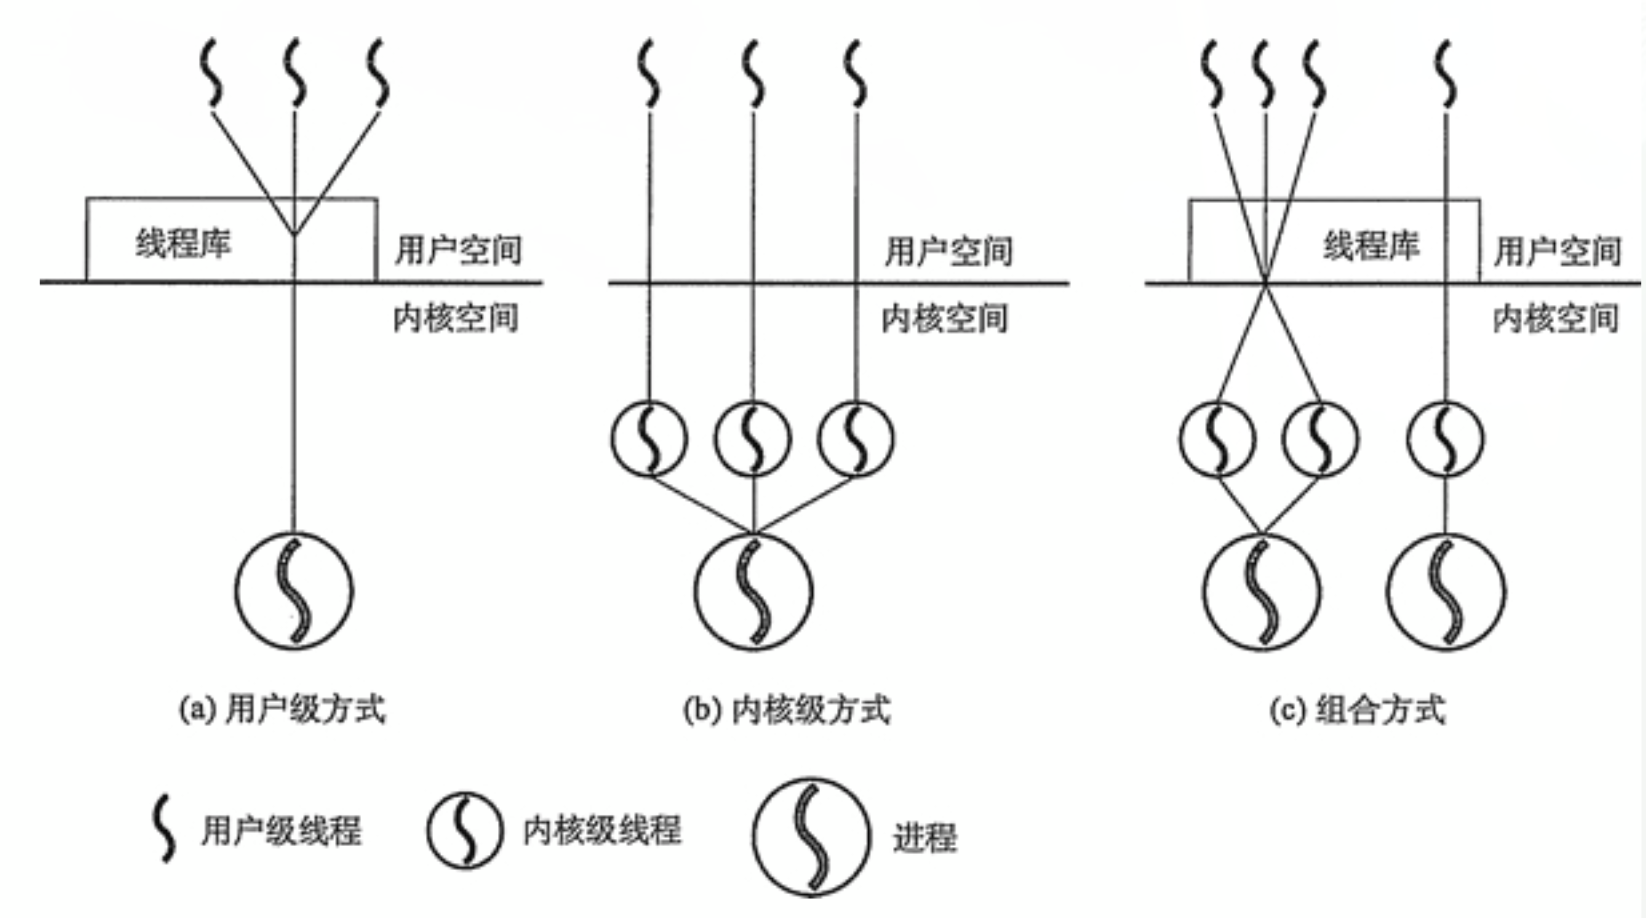 线程库
用户空间
内核空间
用户空间
内核空间
线程库
用户空间
内核空间
(a) 用户级方式
(b) 内核级方式
(c) 组合方式
用户级线程
内核级线程
进程